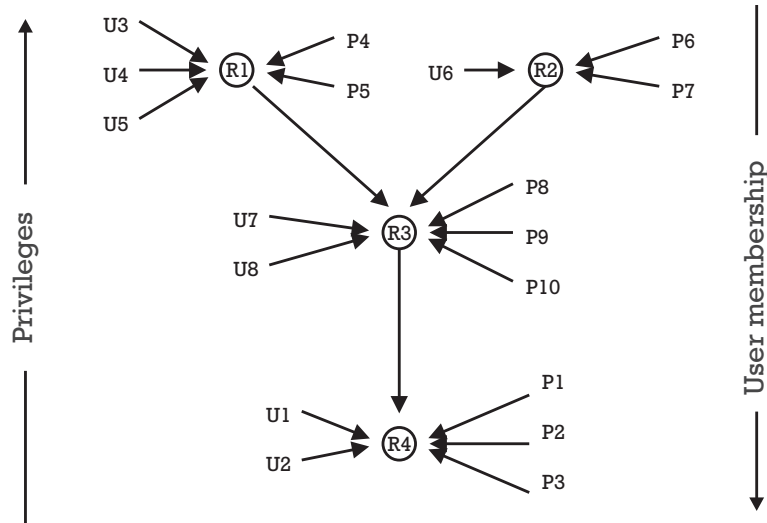 U3
U4
U5
R1
P4
P5
U6
R2
P6
P7
U7
U8
R3
P8
P9
P10
U1
U2
R4
P1
P2
P3
Privileges
User membership